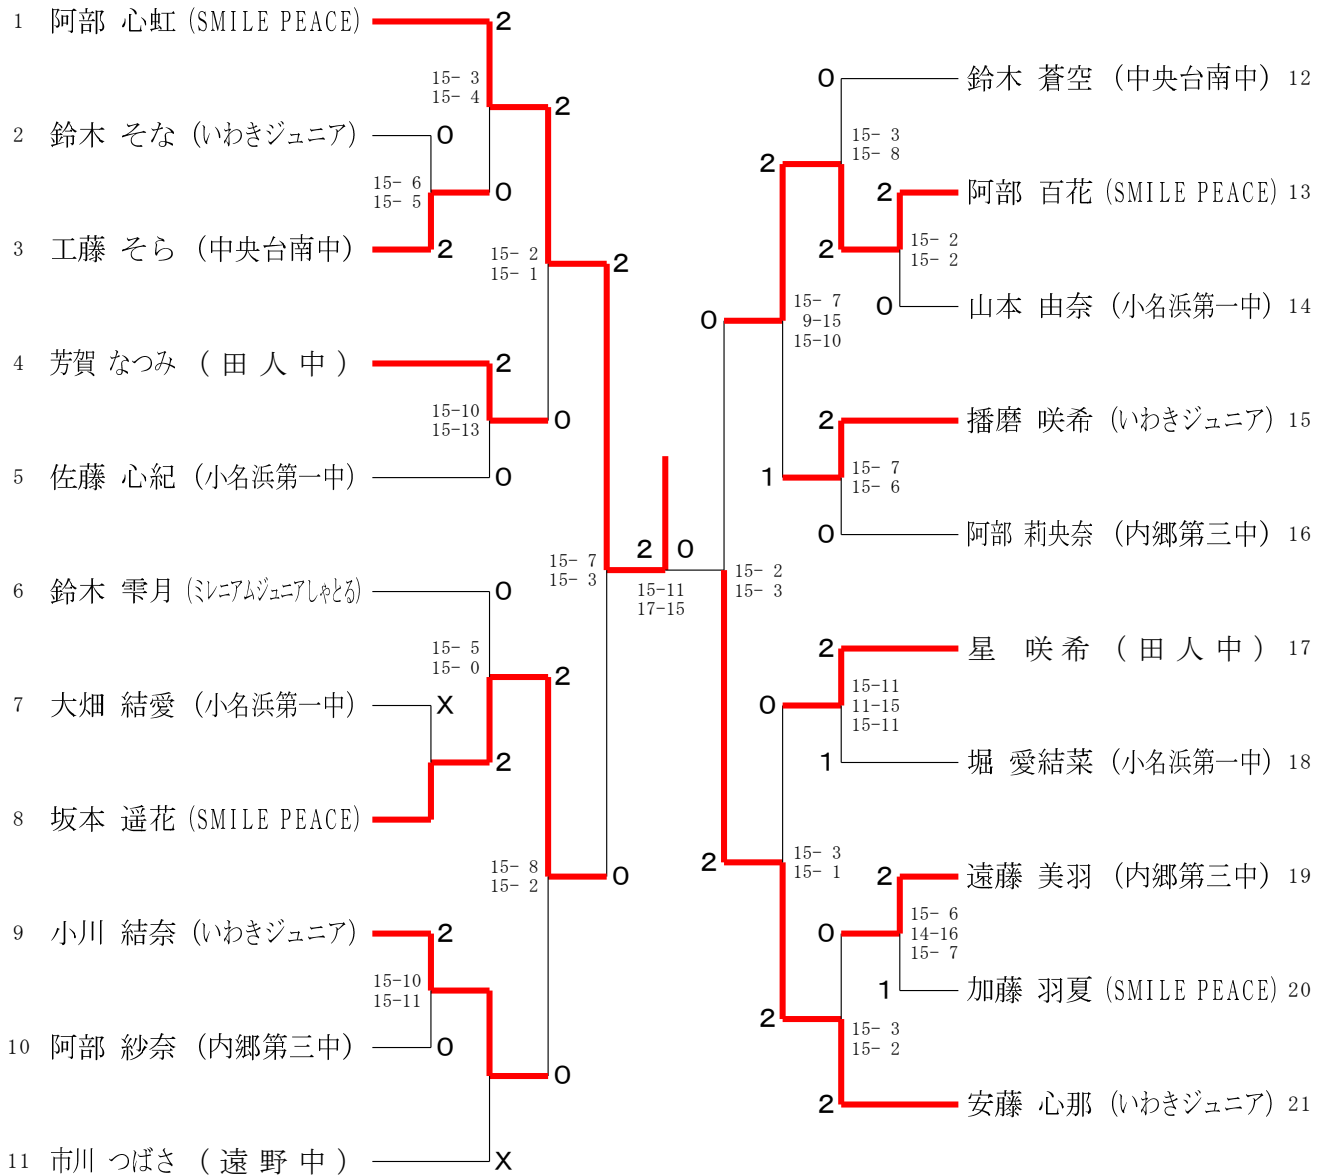 1 阿部 心虹 (SMILE PEACE) 2
15- 3
15- 4
2
2 鈴木 そな (いわきジュニア) 0
15- 6
15- 5
0
3 工藤 そら (中央台南中) 2
15- 2
15- 1
2
4 芳賀 なつみ ( 田 人 中 ) 2
15-10
15-13
0
5 佐藤 心紀 (小名浜第一中) 0
15- 7
15- 3
6 鈴木 雫月 (ミレニアムジュニアしゃとる) 0
15- 5
15- 0
2
7 大畑 結愛 (小名浜第一中) X
2
8 坂本 遥花 (SMILE PEACE)
15- 8
15- 2
0
9 小川 結奈 (いわきジュニア) 2
15-10
15-11
10 阿部 紗奈 (内郷第三中) 0
0
11 市川 つばさ ( 遠 野 中 ) X
2 0
15-11
17-15
0 鈴木 蒼空 (中央台南中) 12
15- 3
15- 8
2
2 阿部 百花 (SMILE PEACE) 13
15- 2
15- 2
2
0 山本 由奈 (小名浜第一中) 14
15- 7
9-15
15-10
0
2 播磨 咲希 (いわきジュニア) 15
15- 7
15- 6
1
0 阿部 莉央奈 (内郷第三中) 16
15- 2
15- 3
2 星 咲希 ( 田 人 中 ) 17
15-11
11-15
15-11
0
1 堀 愛結菜 (小名浜第一中) 18
15- 3
15- 1
2
2 遠藤 美羽 (内郷第三中) 19
15- 6
14-16
15- 7
0
1 加藤 羽夏 (SMILE PEACE) 20
15- 3
15- 2
2
2 安藤 心那 (いわきジュニア) 21